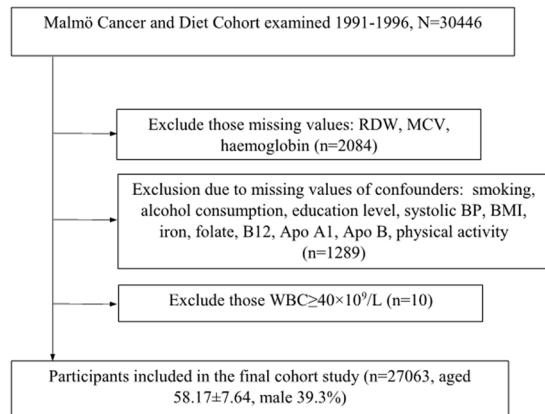 Malmö Cancer and Diet Cohort examined 1991-1996, N=30446
Exclude those missing values: RDW, MCV,
haemoglobin (n=2084)
Exclusion due to missing values of confounders: smoking,
alcohol consumption, education level, systolic BP, BMI,
iron, folate, B12, Apo A1, Apo B, physical activity
(n=1289)
Exclude those WBC≥40×10⁹/L (n=10)
Participants included in the final cohort study (n=27063, aged
58.17±7.64, male 39.3%)